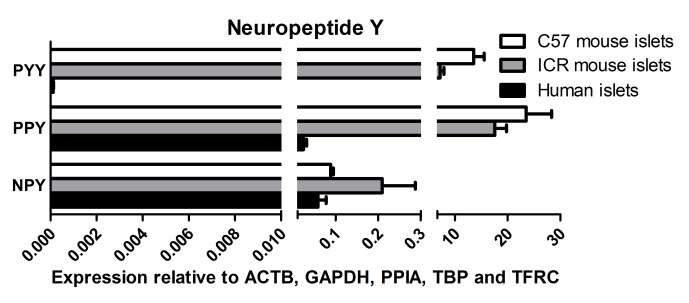 Neuropeptide Y
C57 mouse islets
ICR mouse islets
Human islets
PYY
PPY
NPY
0.000 0.002 0.004 0.006 0.008 0.010 0.1 0.2 0.3 10 20 30
Expression relative to ACTB, GAPDH, PPIA, TBP and TFRC